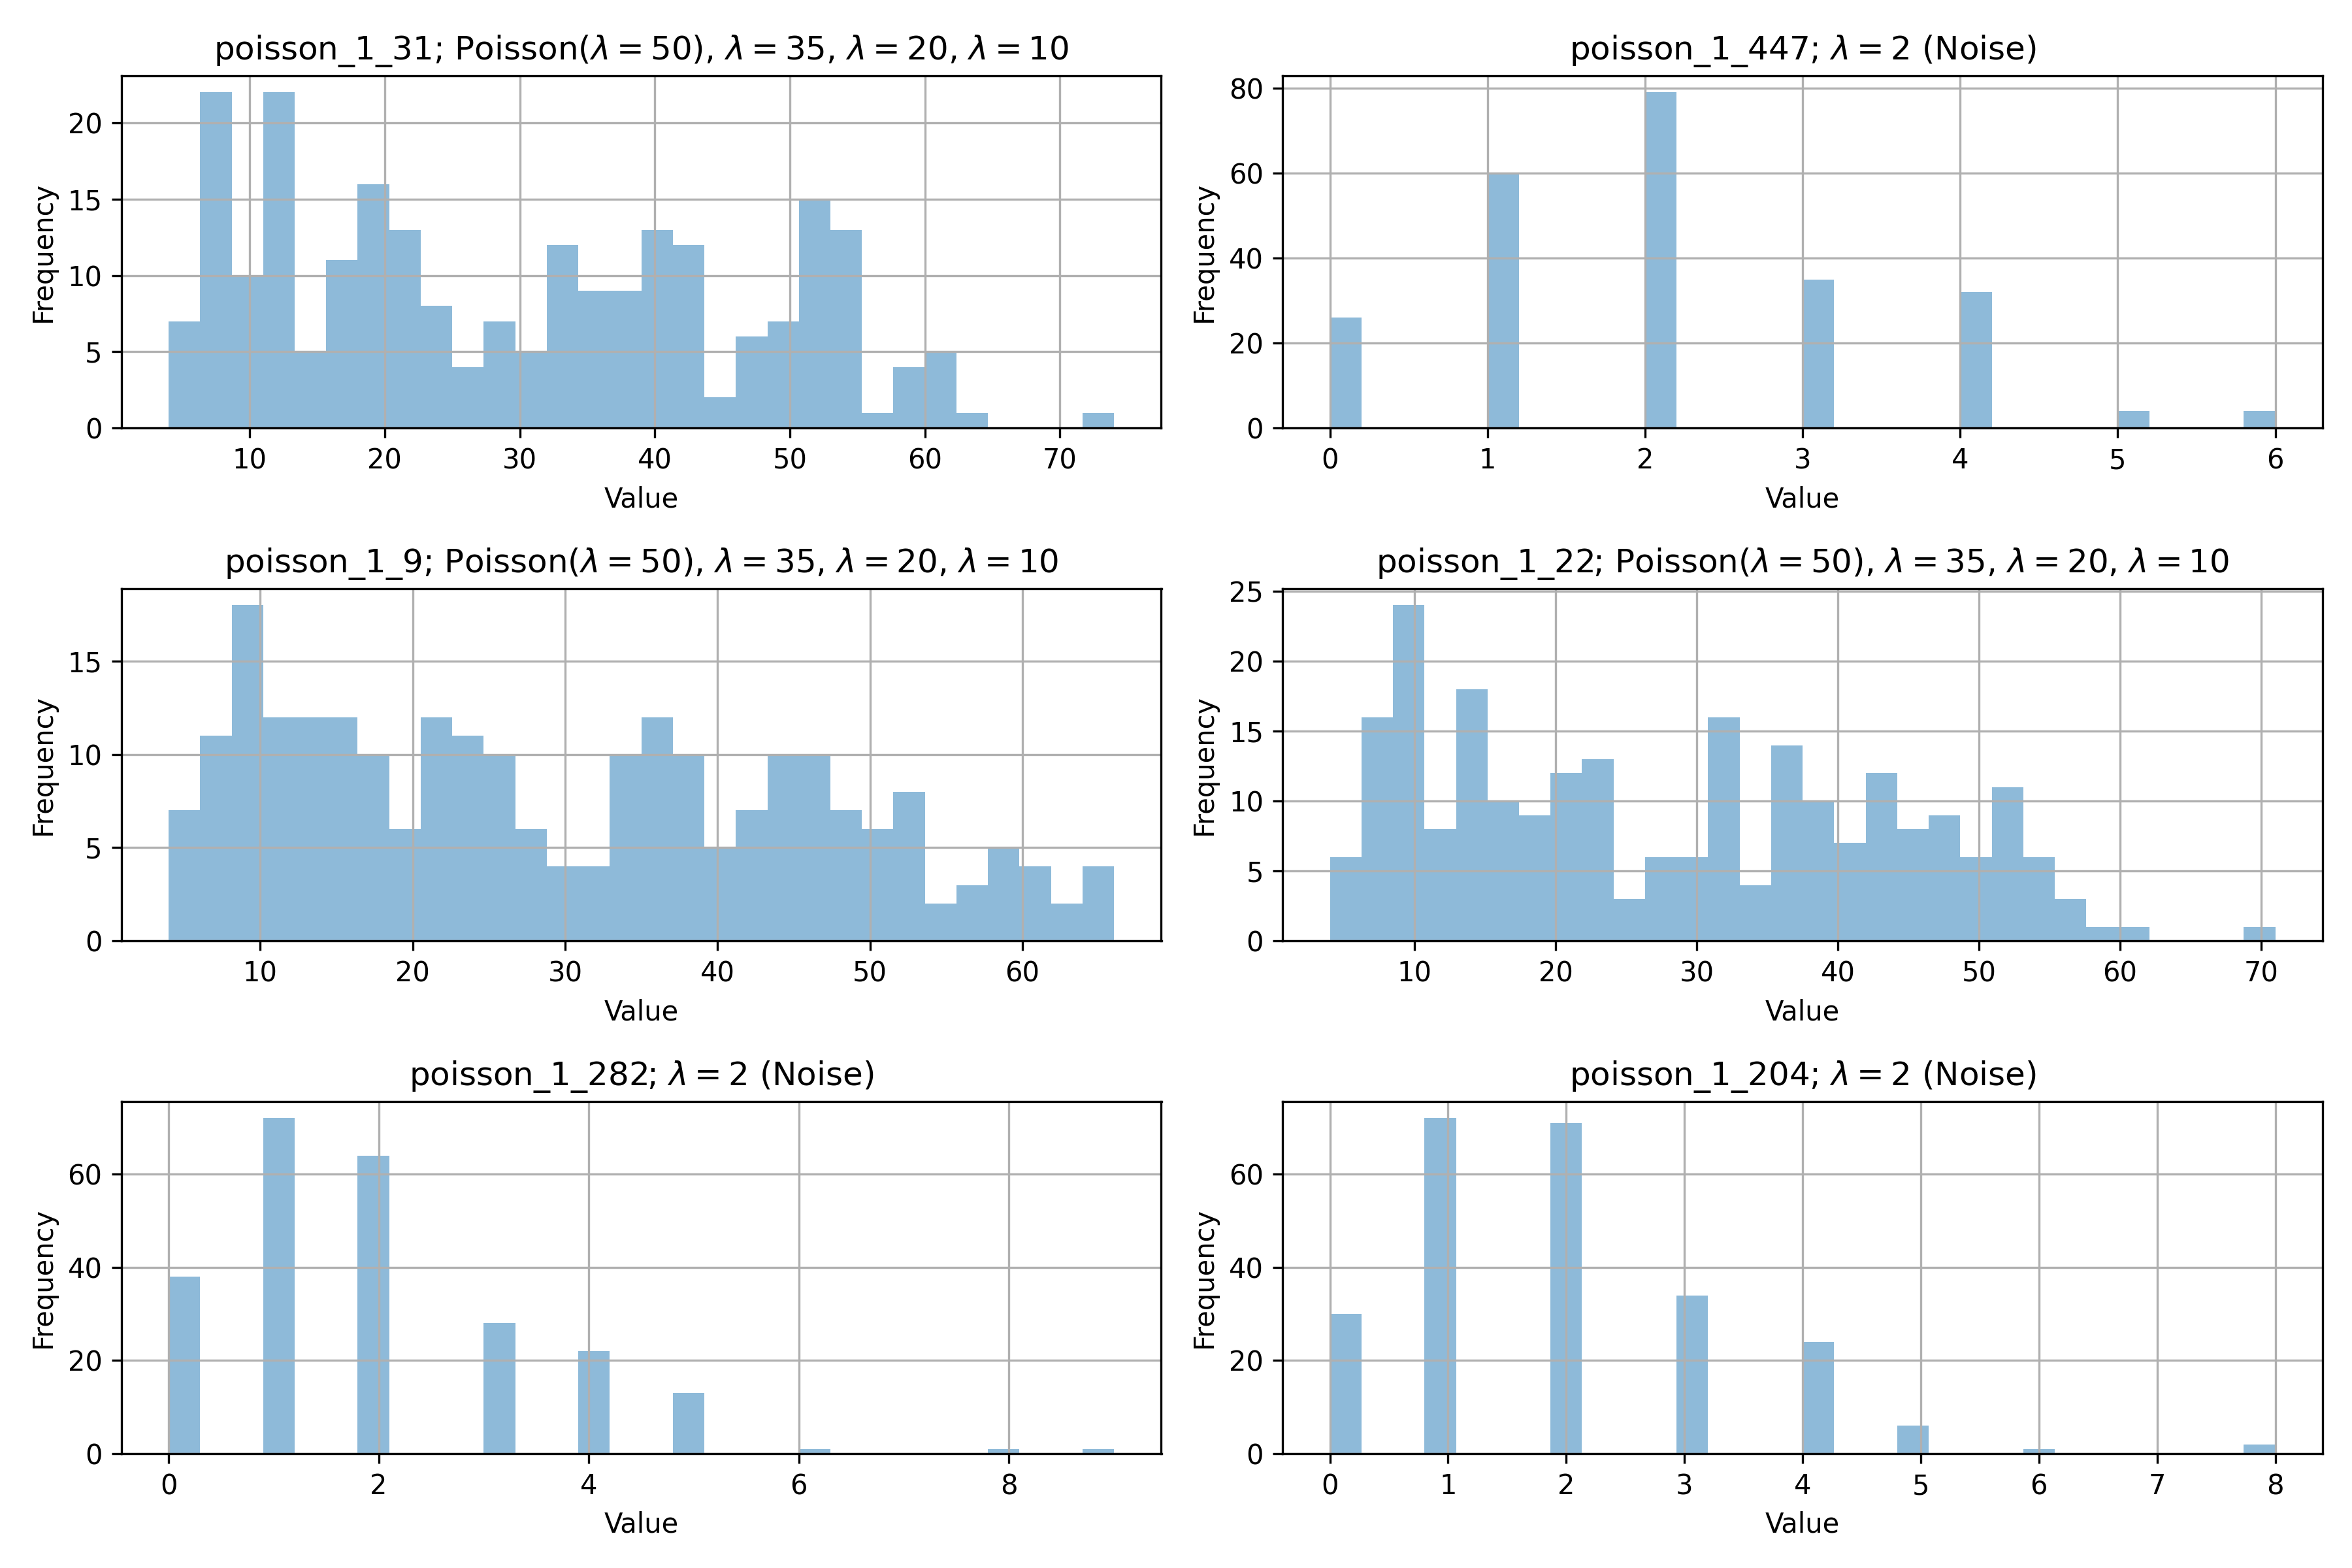 poisson_1_31; Poisson(λ = 50), λ = 35, λ = 20, λ = 10
Frequency
20
15
10
5
0
10 20 30 40 50 60 70
Value
poisson_1_447; λ = 2 (Noise)
Frequency
80
60
40
20
0
0 1 2 3 4 5 6
Value
poisson_1_9; Poisson(λ = 50), λ = 35, λ = 20, λ = 10
Frequency
15
10
5
0
10 20 30 40 50 60
Value
poisson_1_22; Poisson(λ = 50), λ = 35, λ = 20, λ = 10
Frequency
25
20
15
10
5
0
10 20 30 40 50 60 70
Value
poisson_1_282; λ = 2 (Noise)
Frequency
60
40
20
0
0 2 4 6 8
Value
poisson_1_204; λ = 2 (Noise)
Frequency
60
40
20
0
0 1 2 3 4 5 6 7 8
Value